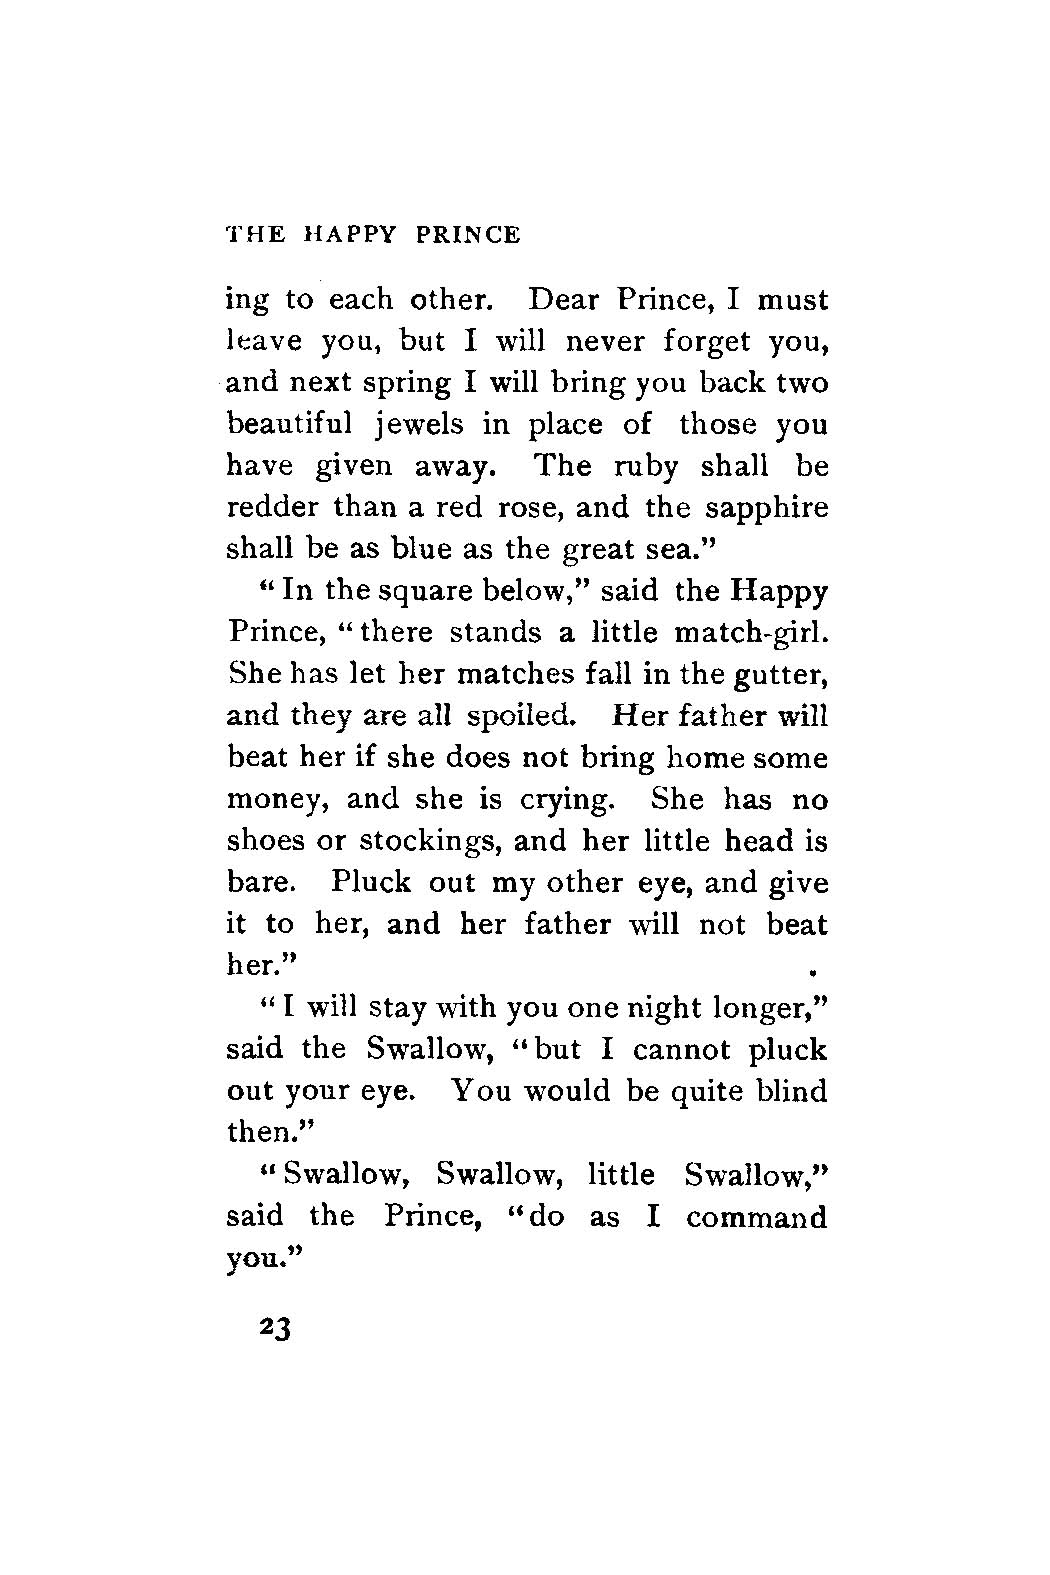 THE HAPPY PRINCE
ing to each other. Dear Prince, I must
leave you, but I will never forget you,
and next spring I will bring you back two
beautiful jewels in place of those you
have given away. The ruby shall be
redder than a red rose, and the sapphire
shall be as blue as the great sea.”
“ In the square below,” said the Happy
Prince, “ there stands a little match-girl.
She has let her matches fall in the gutter,
and they are all spoiled. Her father will
beat her if she does not bring home some
money, and she is crying. She has no
shoes or stockings, and her little head is
bare. Pluck out my other eye, and give
it to her, and her father will not beat
her.”
“ I will stay with you one night longer,”
said the Swallow, “ but I cannot pluck
out your eye. You would be quite blind
then.”
“ Swallow, Swallow, little Swallow,”
said the Prince, “ do as I command
you.”
23